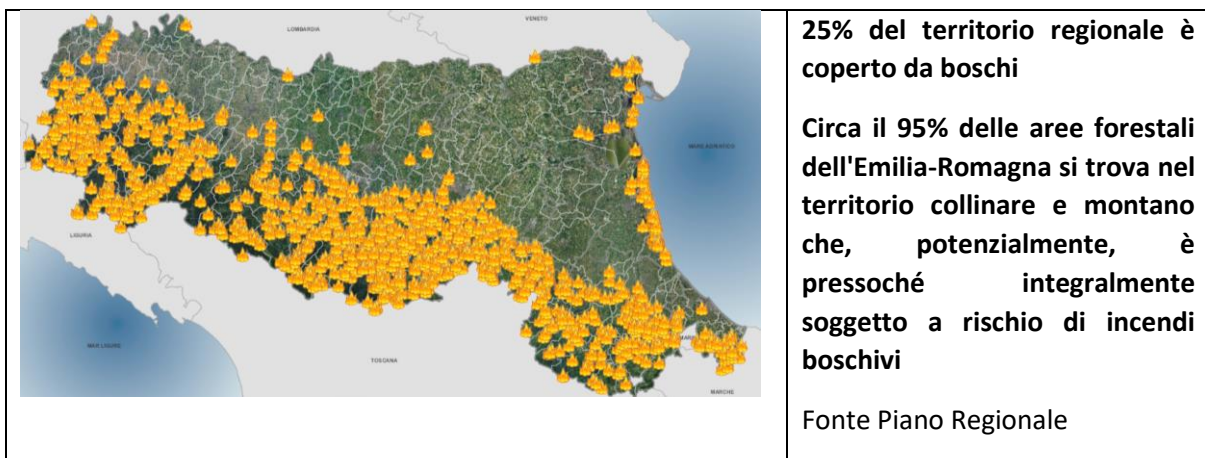 LOMBARDIA
VENETO
MARE ADRIATICO
LIGURIA
MAR LIGURE
TOSCANA
MARCHE
25% del territorio regionale è
coperto da boschi
Circa il 95% delle aree forestali
dell'Emilia-Romagna si trova nel
territorio collinare e montano
che, potenzialmente, è
pressoché integralmente
soggetto a rischio di incendi
boschivi
Fonte Piano Regionale